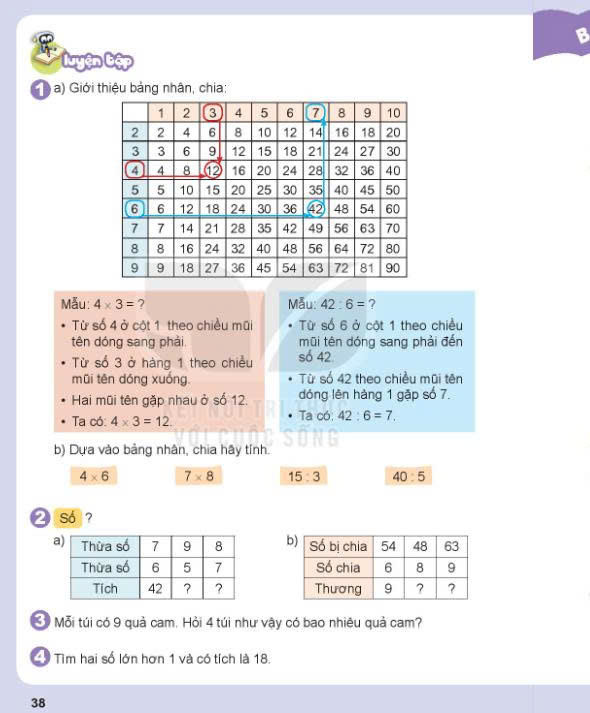 B
luyện tập
1 a) Giới thiệu bảng nhân, chia:
1 2 3 4 5 6 7 8 9 10
2 2 4 6 8 10 12 14 16 18 20
3 3 6 9 12 15 18 21 24 27 30
4 4 8 12 16 20 24 28 32 36 40
5 5 10 15 20 25 30 35 40 45 50
6 6 12 18 24 30 36 42 48 54 60
7 7 14 21 28 35 42 49 56 63 70
8 8 16 24 32 40 48 56 64 72 80
9 9 18 27 36 45 54 63 72 81 90
Mẫu: 4 × 3 = ?
• Từ số 4 ở cột 1 theo chiều mũi
tên dóng sang phải.
• Từ số 3 ở hàng 1 theo chiều
mũi tên dóng xuống.
• Hai mũi tên gặp nhau ở số 12.
• Ta có: 4 × 3 = 12.
Mẫu: 42 : 6 = ?
• Từ số 6 ở cột 1 theo chiều
mũi tên dóng sang phải đến
số 42.
• Từ số 42 theo chiều mũi tên
dóng lên hàng 1 gặp số 7.
• Ta có: 42 : 6 = 7.
KẾT NỐI TRI THỨC
VỚI CUỘC SỐNG
b) Dựa vào bảng nhân, chia hãy tính.
4 × 6 7 × 8 15 : 3 40 : 5
2 Số ?
a)
Thừa số 7 9 8
Thừa số 6 5 7
Tích 42 ? ?
b)
Số bị chia 54 48 63
Số chia 6 8 9
Thương 9 ? ?
3 Mỗi túi có 9 quả cam. Hỏi 4 túi như vậy có bao nhiêu quả cam?
4 Tìm hai số lớn hơn 1 và có tích là 18.
38